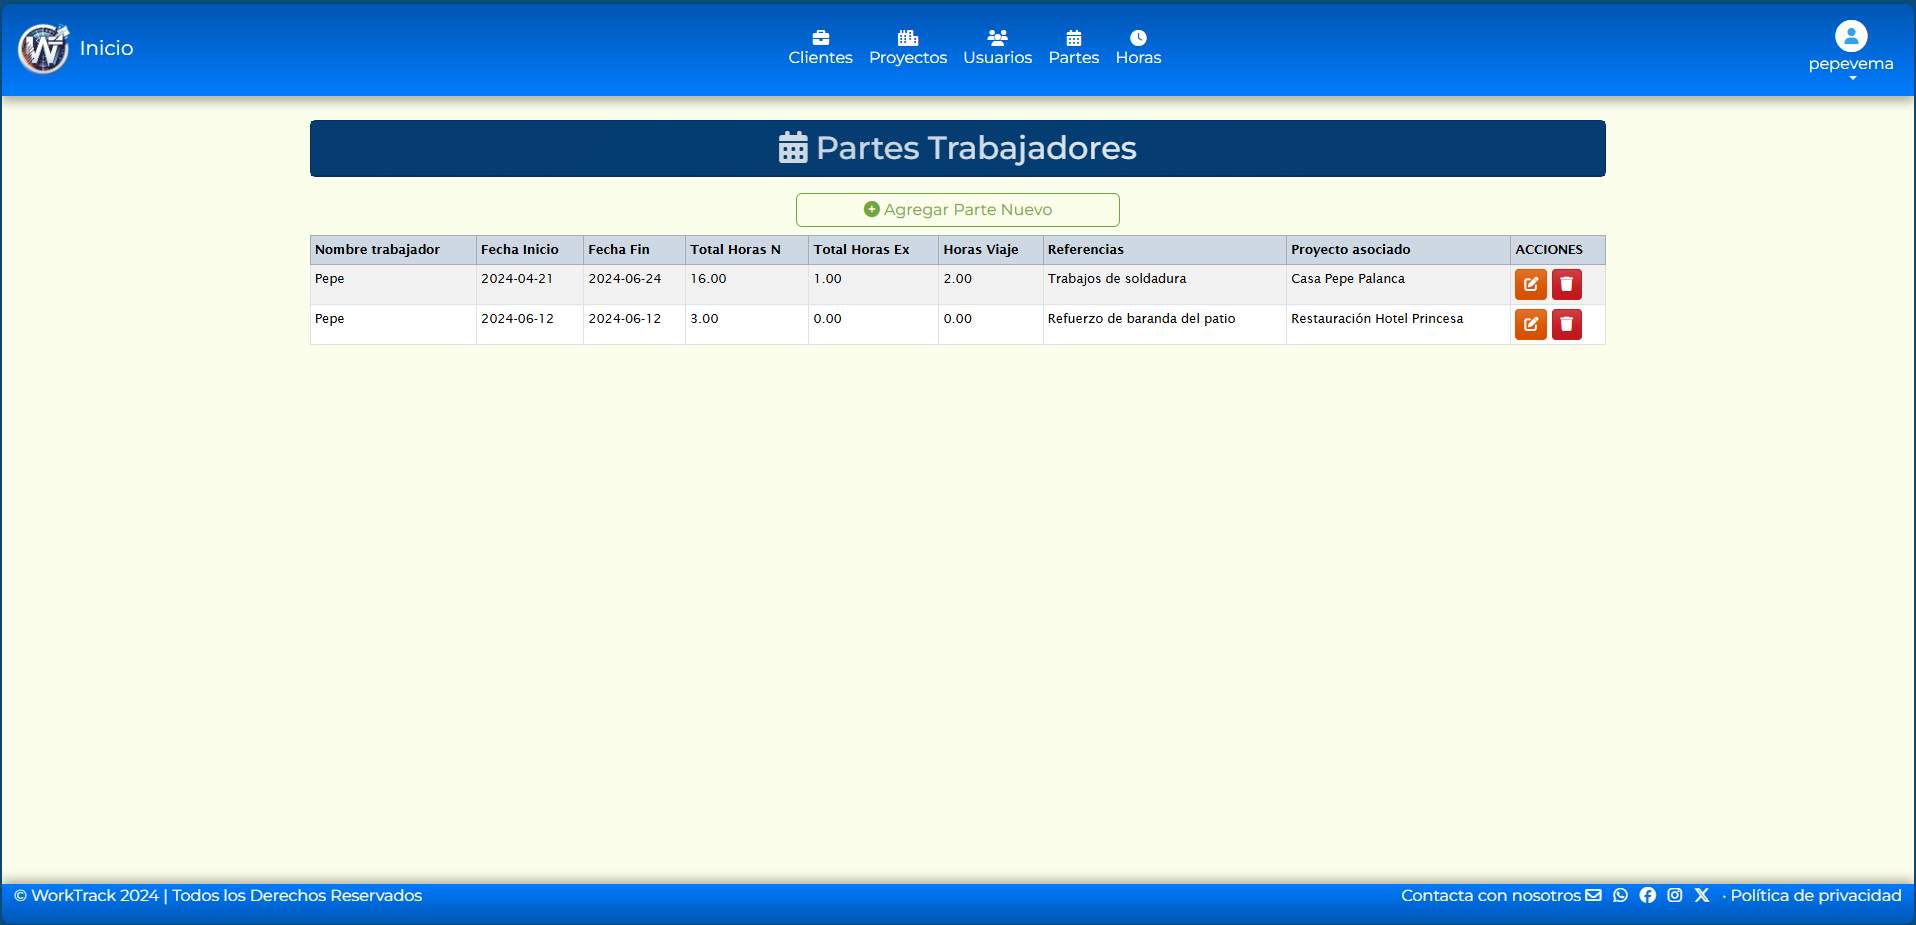 W Inicio
Clientes Proyectos Usuarios Partes Horas
pepevema
Partes Trabajadores
Agregar Parte Nuevo
Nombre trabajador Fecha Inicio Fecha Fin Total Horas N Total Horas Ex Horas Viaje Referencias Proyecto asociado ACCIONES
Pepe 2024-04-21 2024-06-24 16.00 1.00 2.00 Trabajos de soldadura Casa Pepe Palanca
Pepe 2024-06-12 2024-06-12 3.00 0.00 0.00 Refuerzo de baranda del patio Restauración Hotel Princesa
© WorkTrack 2024 | Todos los Derechos Reservados
Contacta con nosotros · Política de privacidad